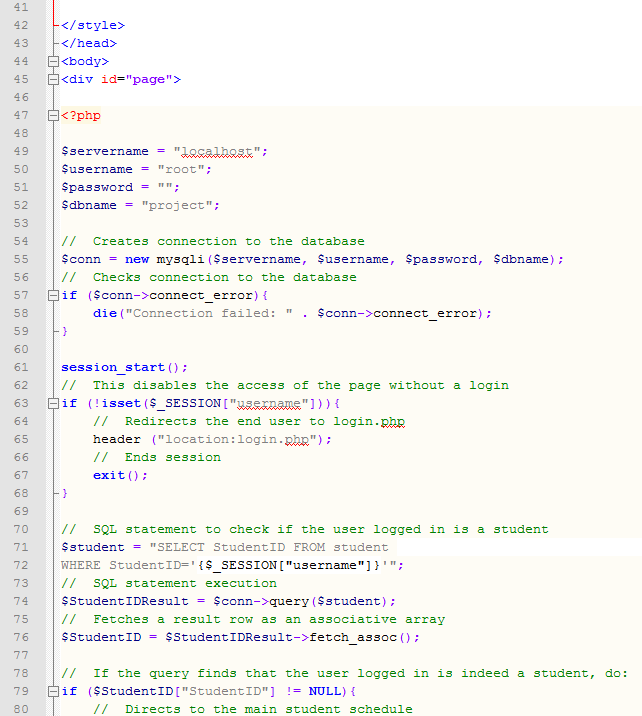 41
42 </style>
43 </head>
44 <body>
45 <div id="page">
46
47 <?php
48
49 $servername = "localhost";
50 $username = "root";
51 $password = "";
52 $dbname = "project";
53
54 //  Creates connection to the database
55 $conn = new mysqli($servername, $username, $password, $dbname);
56 //  Checks connection to the database
57 if ($conn->connect_error){
58     die("Connection failed: " . $conn->connect_error);
59 }
60
61 session_start();
62 //  This disables the access of the page without a login
63 if (!isset($_SESSION["username"])){
64     //  Redirects the end user to login.php
65     header ("location:login.php");
66     //  Ends session
67     exit();
68 }
69
70 //  SQL statement to check if the user logged in is a student
71 $student = "SELECT StudentID FROM student
72 WHERE StudentID='{$_SESSION["username"]}'";
73 //  SQL statement execution
74 $StudentIDResult = $conn->query($student);
75 //  Fetches a result row as an associative array
76 $StudentID = $StudentIDResult->fetch_assoc();
77
78 //  If the query finds that the user logged in is indeed a student, do:
79 if ($StudentID["StudentID"] != NULL){
80     //  Directs to the main student schedule